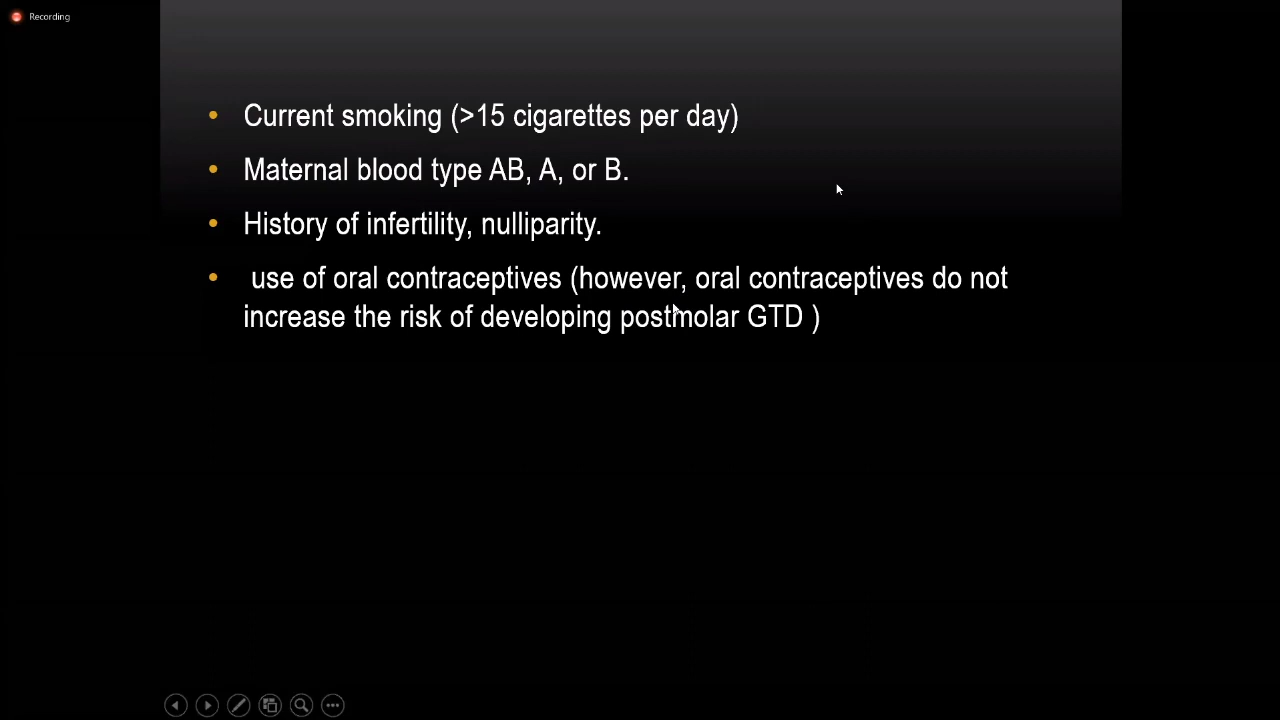 Recording
• Current smoking (>15 cigarettes per day)
• Maternal blood type AB, A, or B.
• History of infertility, nulliparity.
• use of oral contraceptives (however, oral contraceptives do not
increase the risk of developing postmolar GTD )